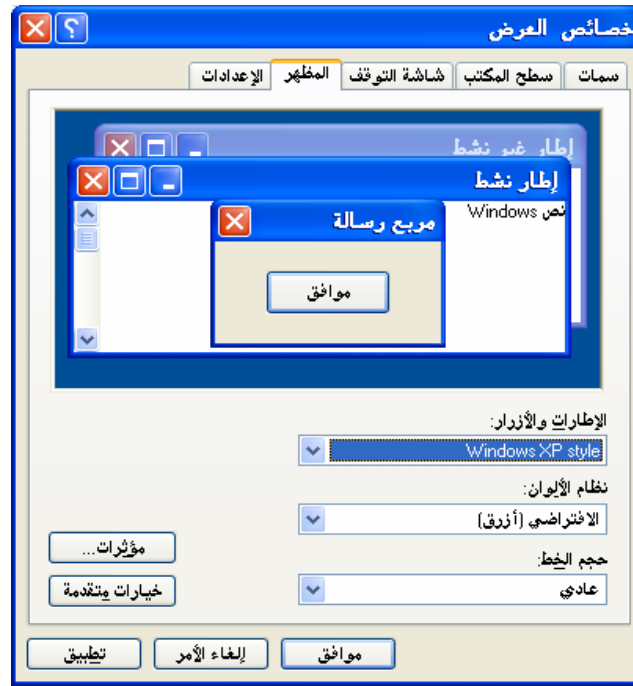 خصائص العرض
سمات سطح المكتب شاشة التوقف المظهر الإعدادات
إطار غير نشط
إطار نشط
نص Windows
مربع رسالة
موافق
الإطارات والأزرار:
Windows XP style
نظام الألوان:
الافتراضي (أزرق)
حجم الخط:
عادي
مؤثرات...
خيارات متقدمة
موافق إلغاء الأمر تطبيق